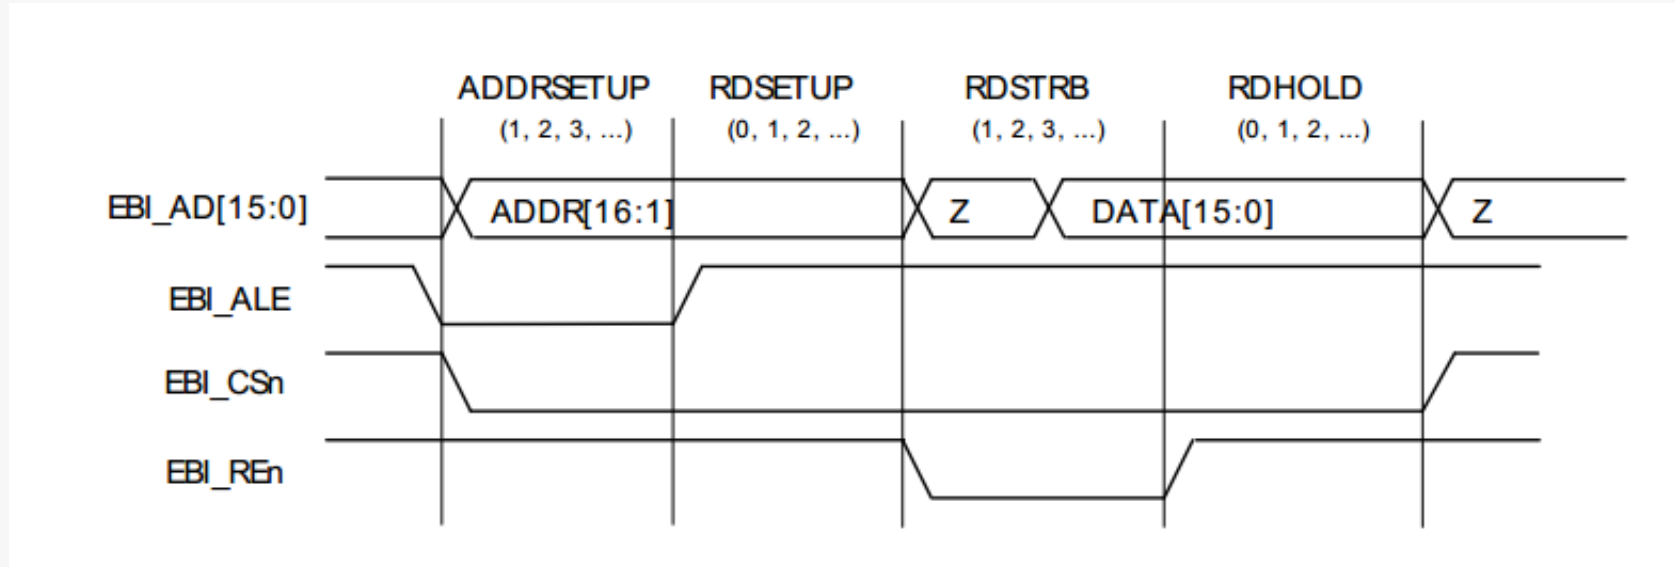 ADDRSETUP RDSETUP RDSTRB RDHOLD
(1, 2, 3, ...) (0, 1, 2, ...) (1, 2, 3, ...) (0, 1, 2, ...)
EBI_AD[15:0] ADDR[16:1] Z DATA[15:0] Z
EBI_ALE
EBI_CSn
EBI_REn